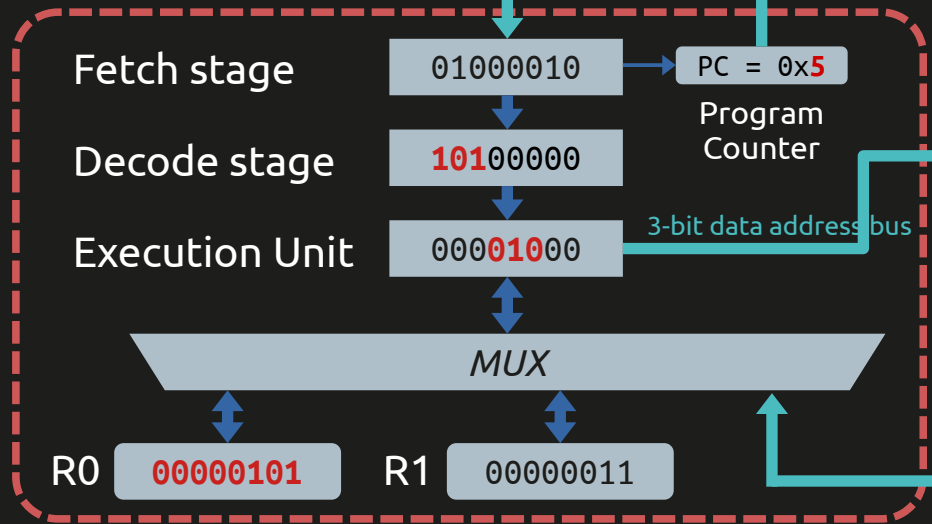 Fetch stage
01000010
PC = 0x5
Program
Counter
Decode stage
10100000
3-bit data address bus
Execution Unit
00001000
MUX
R0
00000101
R1
00000011